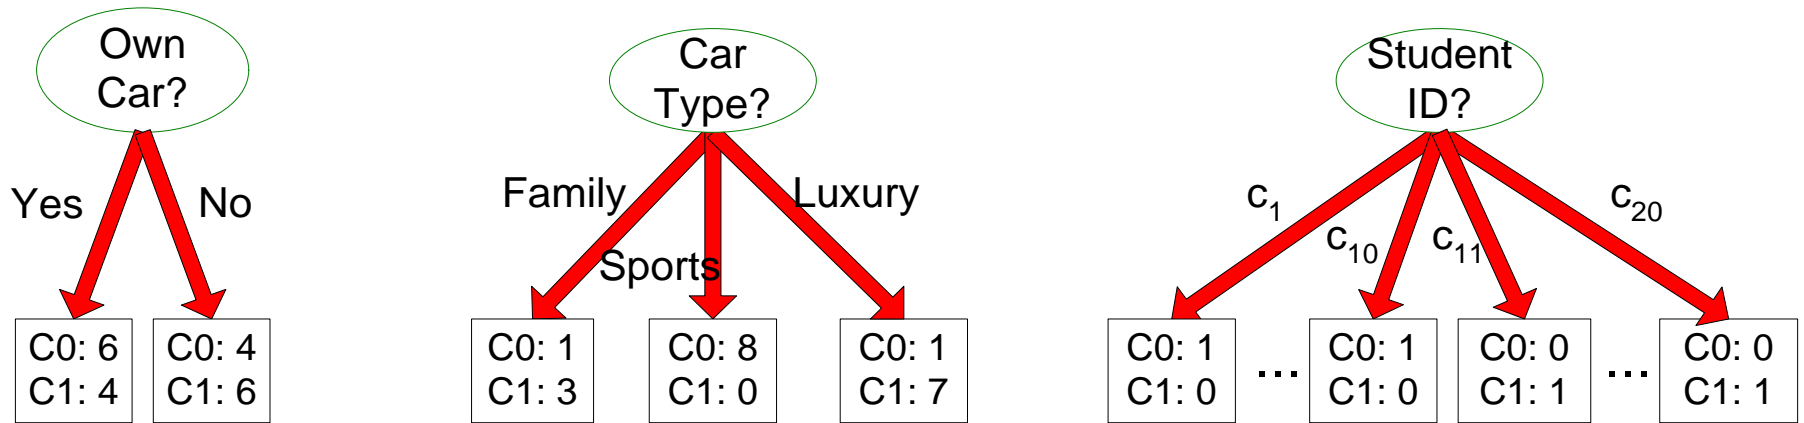 Own
Car?
Yes
No
C0: 6
C1: 4
C0: 4
C1: 6
Car
Type?
Family
Sports
Luxury
C0: 1
C1: 3
C0: 8
C1: 0
C0: 1
C1: 7
Student
ID?
c1
c10
c11
c20
C0: 1
C1: 0
...
C0: 1
C1: 0
C0: 0
C1: 1
...
C0: 0
C1: 1